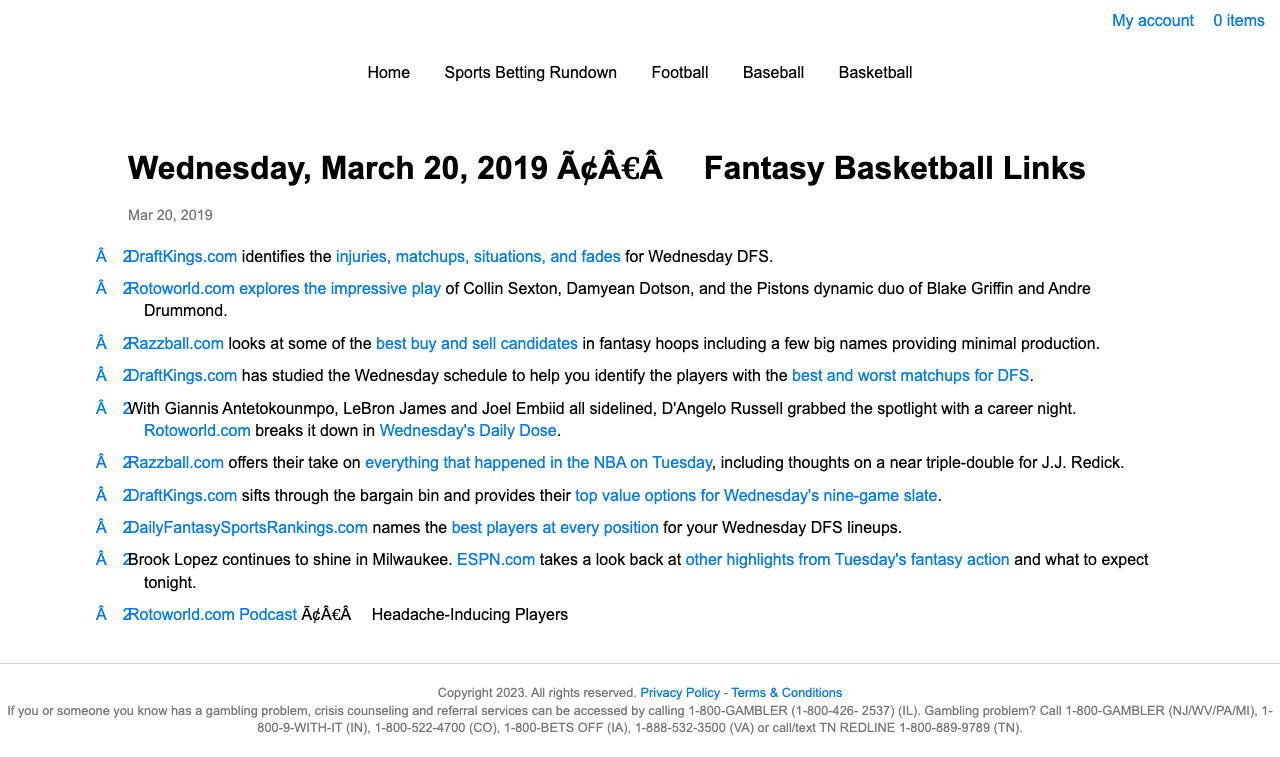 My account 0 items
Home Sports Betting Rundown Football Baseball Basketball
Wednesday, March 20, 2019 Ã¢Â€Â Fantasy Basketball Links
Mar 20, 2019
Â 2DraftKings.com identifies the injuries, matchups, situations, and fades for Wednesday DFS.
Â 2Rotoworld.com explores the impressive play of Collin Sexton, Damyean Dotson, and the Pistons dynamic duo of Blake Griffin and Andre
Drummond.
Â 2Razzball.com looks at some of the best buy and sell candidates in fantasy hoops including a few big names providing minimal production.
Â 2DraftKings.com has studied the Wednesday schedule to help you identify the players with the best and worst matchups for DFS.
Â 2With Giannis Antetokounmpo, LeBron James and Joel Embiid all sidelined, D'Angelo Russell grabbed the spotlight with a career night.
Rotoworld.com breaks it down in Wednesday's Daily Dose.
Â 2Razzball.com offers their take on everything that happened in the NBA on Tuesday, including thoughts on a near triple-double for J.J. Redick.
Â 2DraftKings.com sifts through the bargain bin and provides their top value options for Wednesday's nine-game slate.
Â 2DailyFantasySportsRankings.com names the best players at every position for your Wednesday DFS lineups.
Â 2Brook Lopez continues to shine in Milwaukee. ESPN.com takes a look back at other highlights from Tuesday's fantasy action and what to expect
tonight.
Â 2Rotoworld.com Podcast Ã¢Â€Â Headache-Inducing Players
Copyright 2023. All rights reserved. Privacy Policy - Terms & Conditions
If you or someone you know has a gambling problem, crisis counseling and referral services can be accessed by calling 1-800-GAMBLER (1-800-426- 2537) (IL). Gambling problem? Call 1-800-GAMBLER (NJ/WV/PA/MI), 1-
800-9-WITH-IT (IN), 1-800-522-4700 (CO), 1-800-BETS OFF (IA), 1-888-532-3500 (VA) or call/text TN REDLINE 1-800-889-9789 (TN).